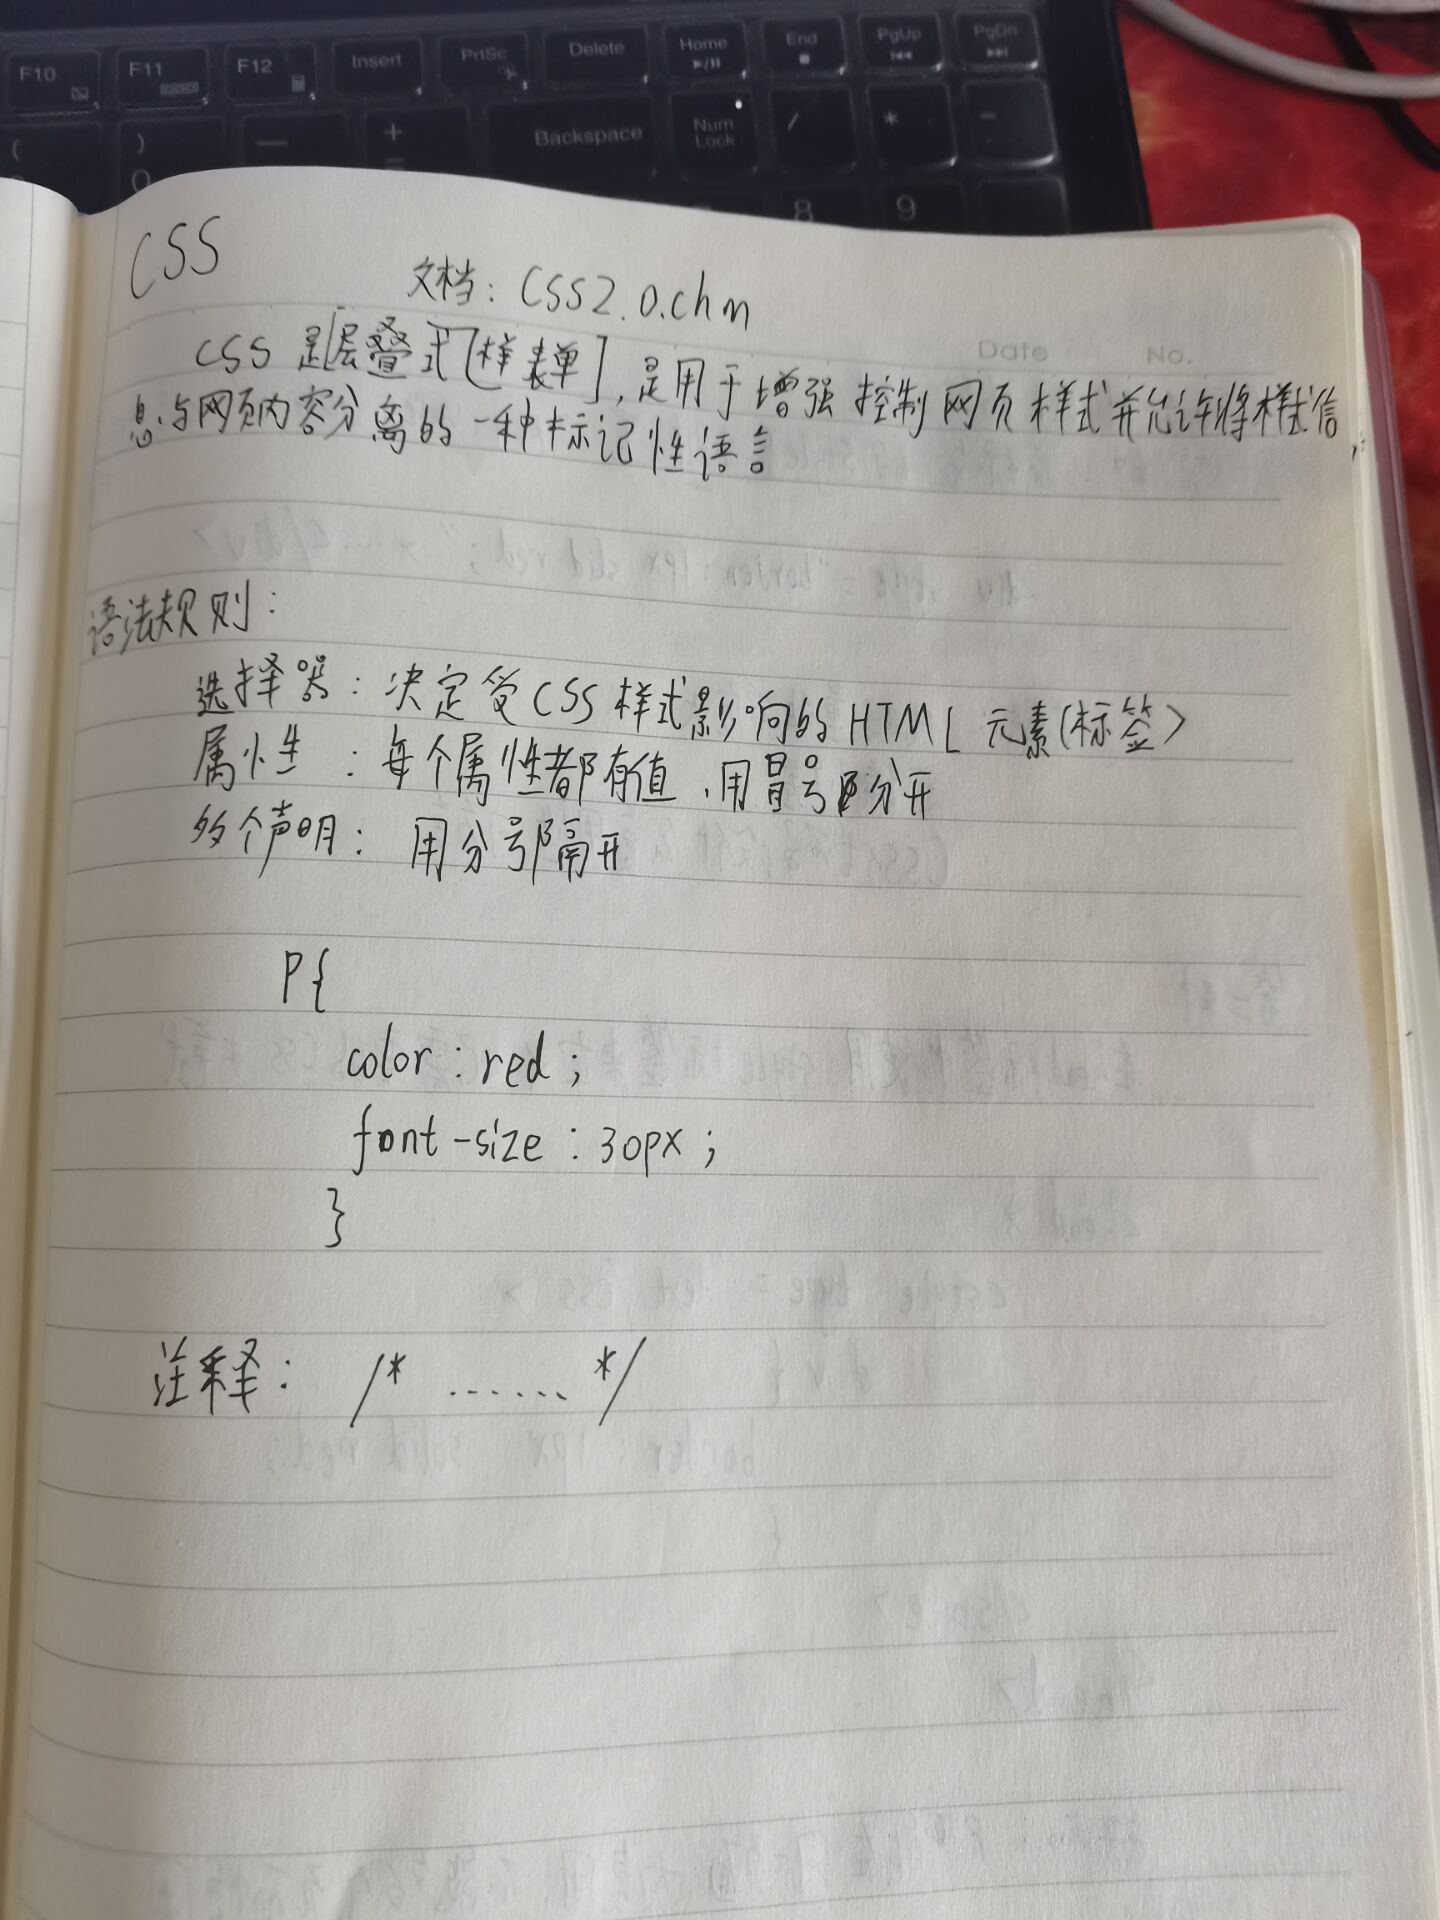 F10 F11 F12 Insert PrtSc Delete Home End PgUp PgDn
( ) — + Backspace Num Lock / * -
0 = 8 9
CSS
文档: CSS2.0.chm
Date No.
CSS 是[层叠式][样表单],是用于增强控制网页样式并允许将样式信
息与网页内容分离的一种标记性语言
语法规则:
选择器: 决定受CSS样式影响的HTML元素(标签>
属性: 每个属性都有值,用冒号分开
多个声明: 用分号隔开
P{
color: red;
font-size: 30px;
}
注释: /* ....... */